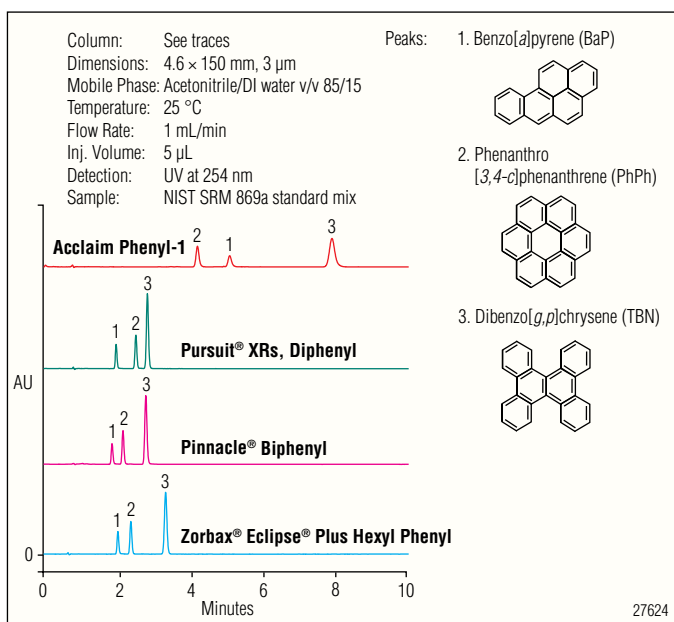 Column: See traces
Dimensions: 4.6 × 150 mm, 3 µm
Mobile Phase: Acetonitrile/DI water v/v 85/15
Temperature: 25 °C
Flow Rate: 1 mL/min
Inj. Volume: 5 µL
Detection: UV at 254 nm
Sample: NIST SRM 869a standard mix
Peaks: 1. Benzo[a]pyrene (BaP)
2. Phenanthro
[3,4-c]phenanthrene (PhPh)
3. Dibenzo[g,p]chrysene (TBN)
Acclaim Phenyl-1
2 1 3
1 2 3
Pursuit® XRs, Diphenyl
AU
1 2 3
Pinnacle® Biphenyl
1 2 3
Zorbax® Eclipse® Plus Hexyl Phenyl
0
0 2 4 6 8 10
Minutes
27624